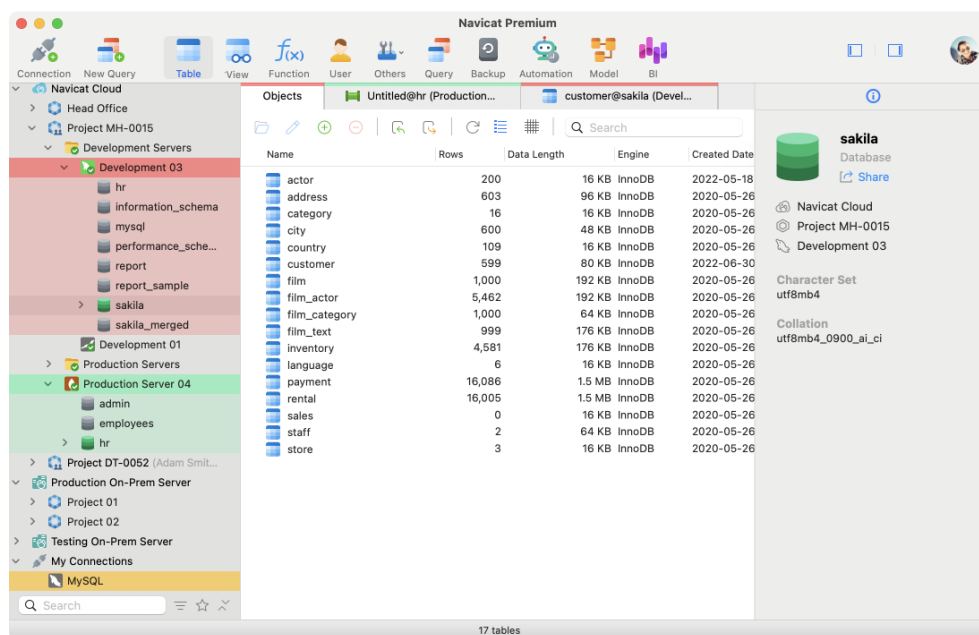 Navicat Premium
Connection New Query Table View Function User Others Query Backup Automation Model BI
Navicat Cloud
Head Office
Project MH-0015
Development Servers
Development 03
hr
information_schema
mysql
performance_sche...
report
report_sample
sakila
sakila_merged
Development 01
Production Servers
Production Server 04
admin
employees
hr
Project DT-0052 (Adam Smit...
Production On-Prem Server
Project 01
Project 02
Testing On-Prem Server
My Connections
MySQL
Search
Objects Untitled@hr (Production... customer@sakila (Devel...
Search
Name Rows Data Length Engine Created Date
actor 200 16 KB InnoDB 2022-05-18
address 603 96 KB InnoDB 2020-05-26
category 16 16 KB InnoDB 2020-05-26
city 600 48 KB InnoDB 2020-05-26
country 109 16 KB InnoDB 2020-05-26
customer 599 80 KB InnoDB 2022-06-30
film 1,000 192 KB InnoDB 2020-05-26
film_actor 5,462 192 KB InnoDB 2020-05-26
film_category 1,000 64 KB InnoDB 2020-05-26
film_text 999 176 KB InnoDB 2020-05-26
inventory 4,581 176 KB InnoDB 2020-05-26
language 6 16 KB InnoDB 2020-05-26
payment 16,086 1.5 MB InnoDB 2020-05-26
rental 16,005 1.5 MB InnoDB 2020-05-26
sales 0 16 KB InnoDB 2020-05-26
staff 2 64 KB InnoDB 2020-05-26
store 3 16 KB InnoDB 2020-05-26
sakila
Database
Share
Navicat Cloud
Project MH-0015
Development 03
Character Set
utf8mb4
Collation
utf8mb4_0900_ai_ci
17 tables